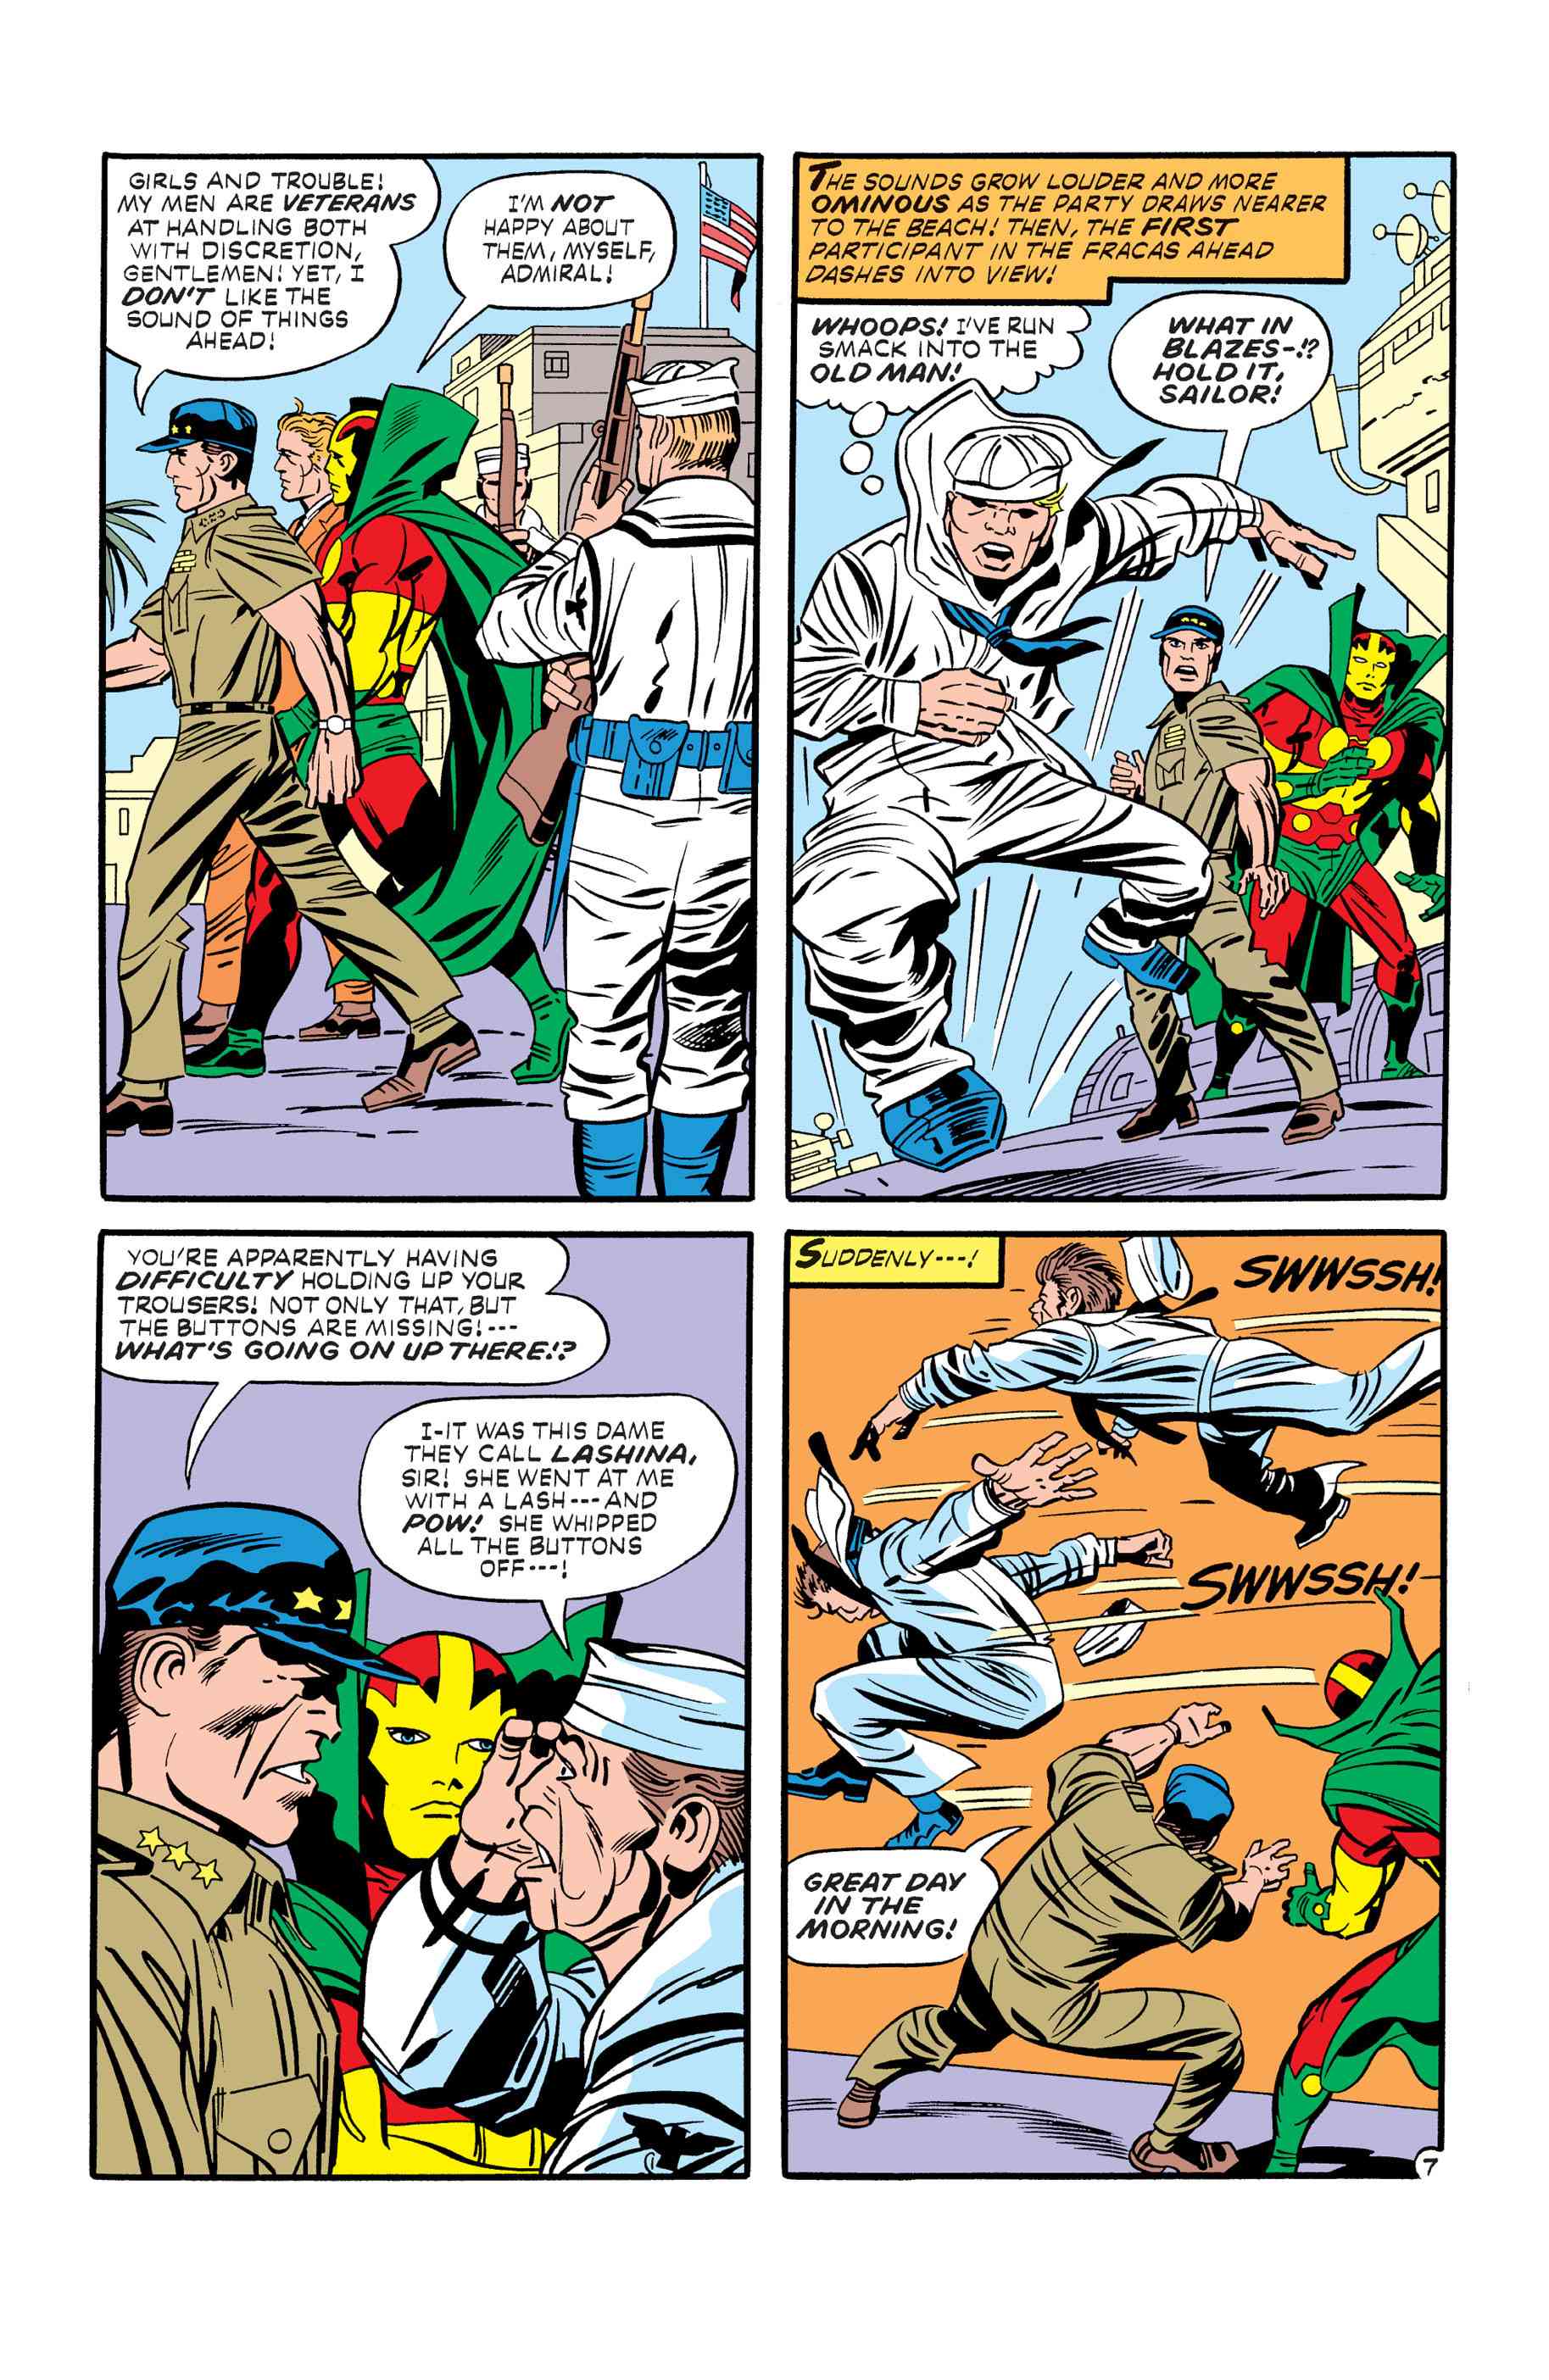 GIRLS AND TROUBLE!
MY MEN ARE VETERANS
AT HANDLING BOTH
WITH DISCRETION,
GENTLEMEN! YET, I
DON'T LIKE THE
SOUND OF THINGS
AHEAD!
I'M NOT
HAPPY ABOUT
THEM, MYSELF,
ADMIRAL!
THE SOUNDS GROW LOUDER AND MORE
OMINOUS AS THE PARTY DRAWS NEARER
TO THE BEACH! THEN, THE FIRST
PARTICIPANT IN THE FRACAS AHEAD
DASHES INTO VIEW!
WHOOPS! I'VE RUN
SMACK INTO THE
OLD MAN!
WHAT IN
BLAZES-!?
HOLD IT,
SAILOR!
YOU'RE APPARENTLY HAVING
DIFFICULTY HOLDING UP YOUR
TROUSERS! NOT ONLY THAT, BUT
THE BUTTONS ARE MISSING!---
WHAT'S GOING ON UP THERE!?
I-IT WAS THIS DAME
THEY CALL LASHINA,
SIR! SHE WENT AT ME
WITH A LASH---AND
POW! SHE WHIPPED
ALL THE BUTTONS
OFF---!
SUDDENLY---!
SWWSSH!
SWWSSH!
GREAT DAY
IN THE
MORNING!
7